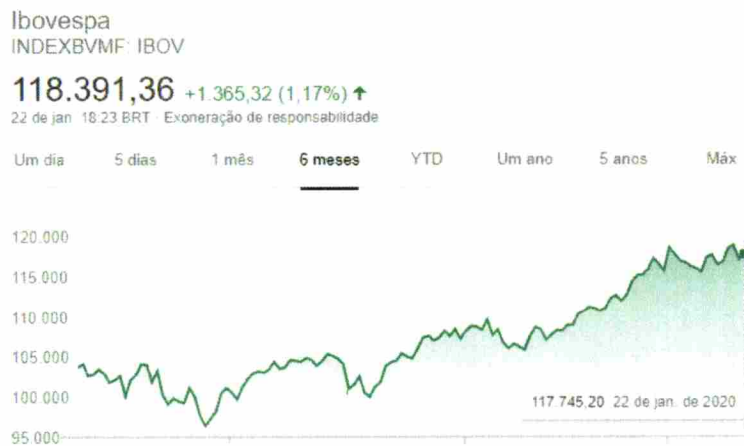 Ibovespa
INDEXBVMF: IBOV
118.391,36 +1.365,32 (1,17%) ↑
22 de jan 18:23 BRT · Exoneração de responsabilidade
Um dia 5 dias 1 mês 6 meses YTD Um ano 5 anos Máx
120.000
115.000
110.000
105.000
100.000
95.000
117.745,20 22 de jan. de 2020